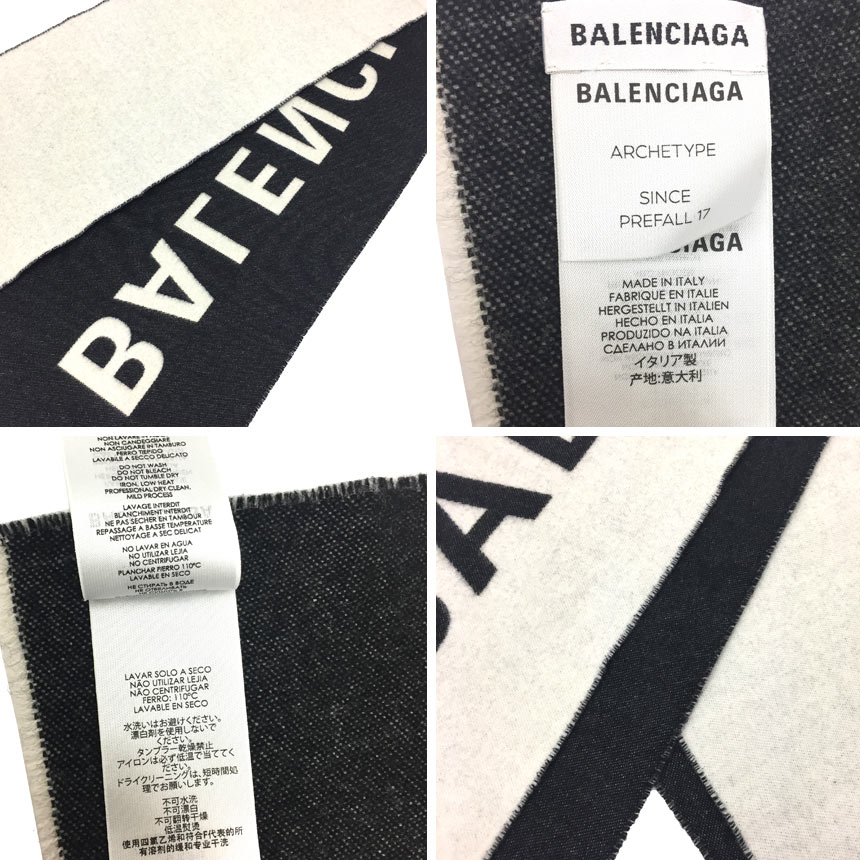 BALENCI
BALENCIAGA
BALENCIAGA
ARCHETYPE
SINCE
PREFALL 17
CIAGA
MADE IN ITALY
FABRIQUE EN ITALIE
HERGESTELLT IN ITALIEN
HECHO EN ITALIA
PRODUZIDO NA ITALIA
СДЕЛАНО В ИТАЛИИ
イタリア製
产地:意大利
NON LAVARE
NON CANDEGGIARE
NON ASCIUGARE IN TAMBURO
FERRO TIEPIDO
LAVABILE A SECCO DELICATO
DO NOT WASH
DO NOT BLEACH
DO NOT TUMBLE DRY
IRON, LOW HEAT
PROFESSIONAL DRY CLEAN.
MILD PROCESS
LAVAGE INTERDIT
BLANCHIMENT INTERDIT
NE PAS SÉCHER EN TAMBOUR
REPASSAGE A BASSE TEMPERATURE
NETTOYAGE A SEC DELICAT
NO LAVAR EN AGUA
NO UTILIZAR LEJIA
NO CENTRIFUGAR
PLANCHAR FIERRO 110°C
LAVABLE EN SECO
НЕ СТИРАТЬ В ВОДЕ
НЕ ОТБЕЛИВАТЬ
LAVAR SOLO A SECO
NÃO UTILIZAR LEJIA
NÃO CENTRIFUGAR
FERRO: 110°C
LAVABLE EN SECO
水洗いはお避けください。
漂白剤を使用しないで
ください。
タンブラー乾燥禁止
アイロンは必ず低温で当ててく
ださい。
ドライクリーニングは、短時間処
理でお願いします。
不可水洗
不可漂白
不可翻转干燥
低温熨烫
使用四氯乙烯和符合F代表的所
有溶剂的缓和专业干洗
BALE